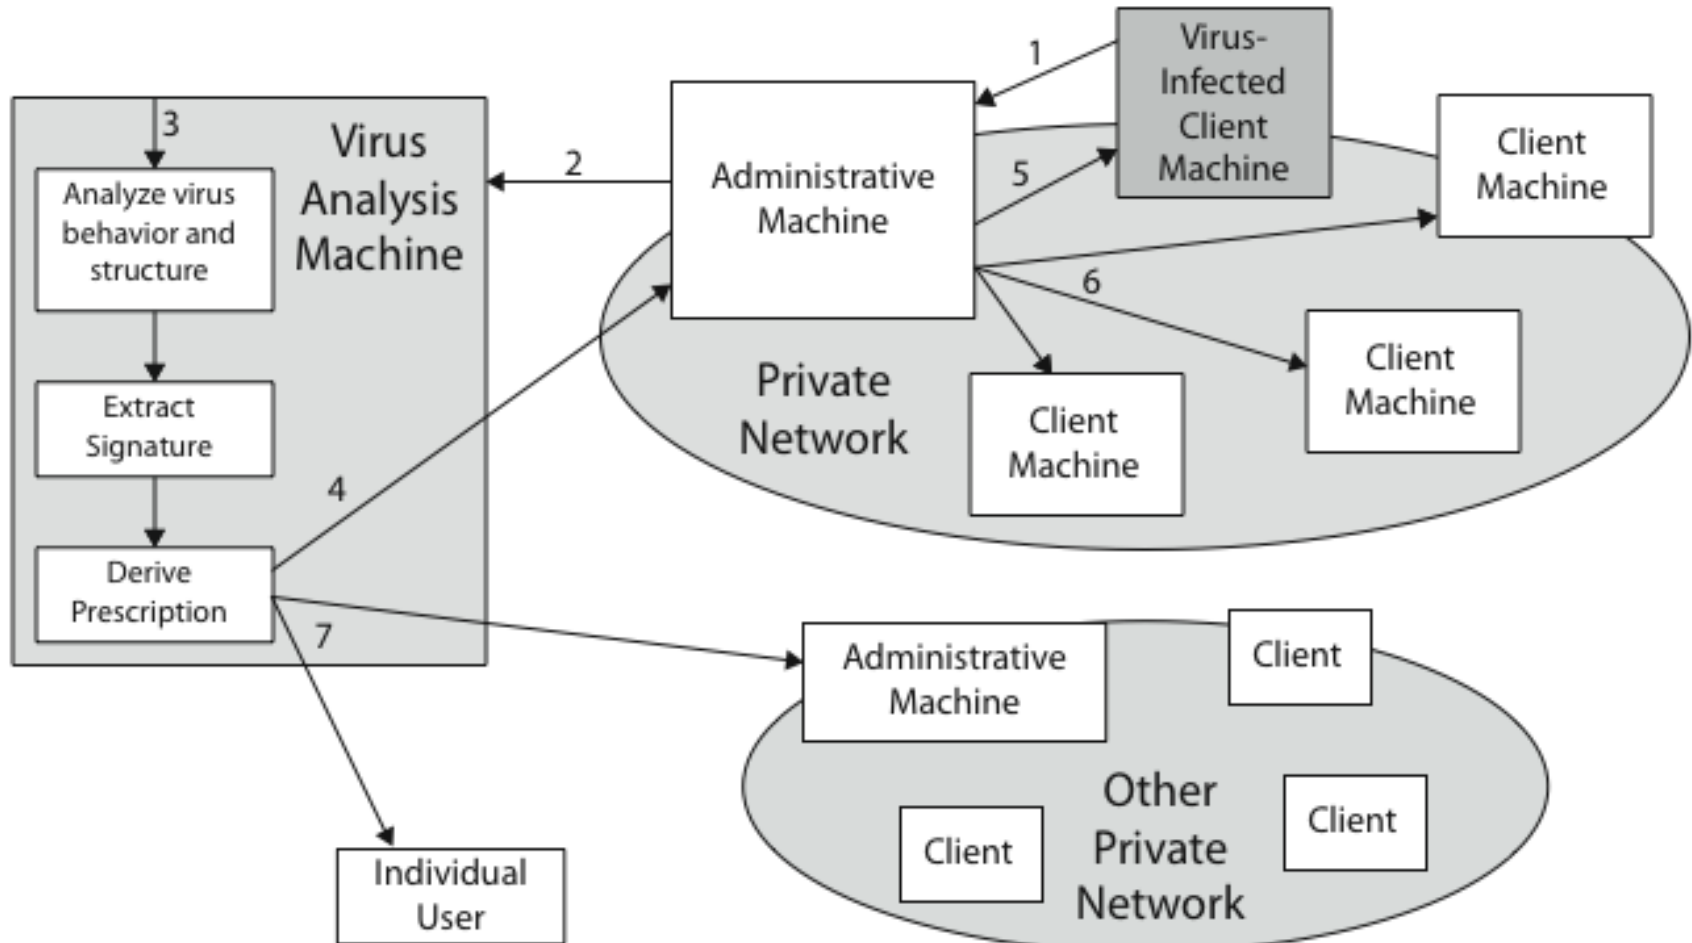 1
Virus-
Infected
Client
Machine
3
Virus
Analysis
Machine
Analyze virus
behavior and
structure
2
Administrative
Machine
5
Client
Machine
6
Extract
Signature
4
Private
Network
Client
Machine
Client
Machine
Derive
Prescription
7
Administrative
Machine
Client
Other
Private
Network
Client
Client
Individual
User